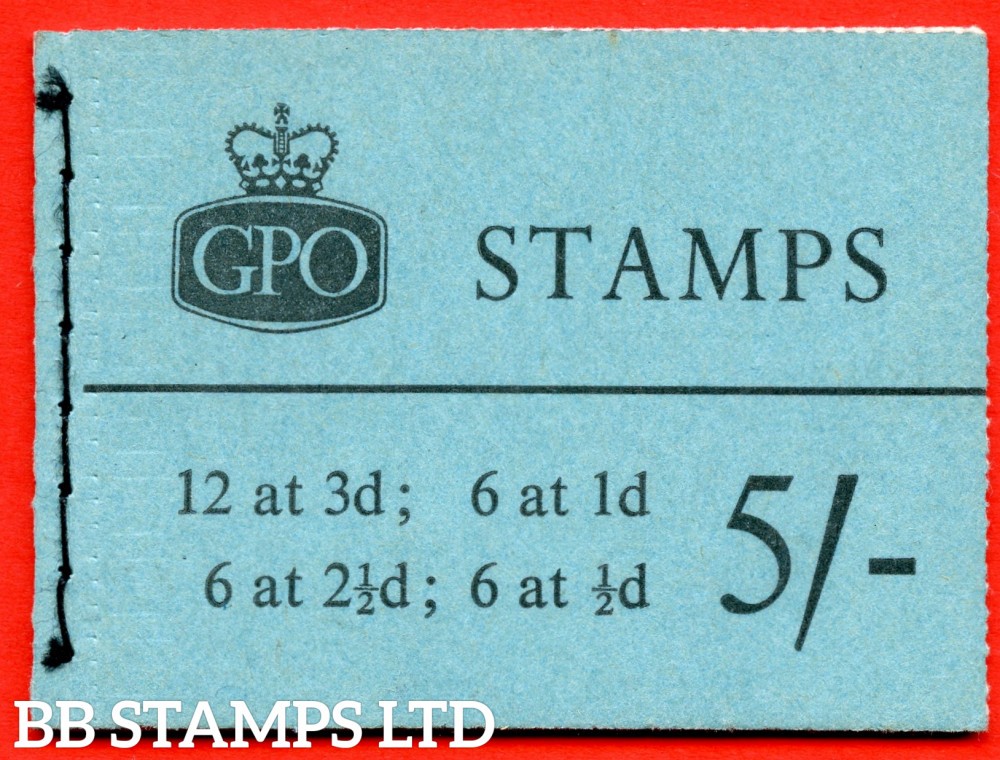 GPO
STAMPS
12 at 3d; 6 at 1d
6 at 2½d; 6 at ½d
5/-
BB STAMPS LTD